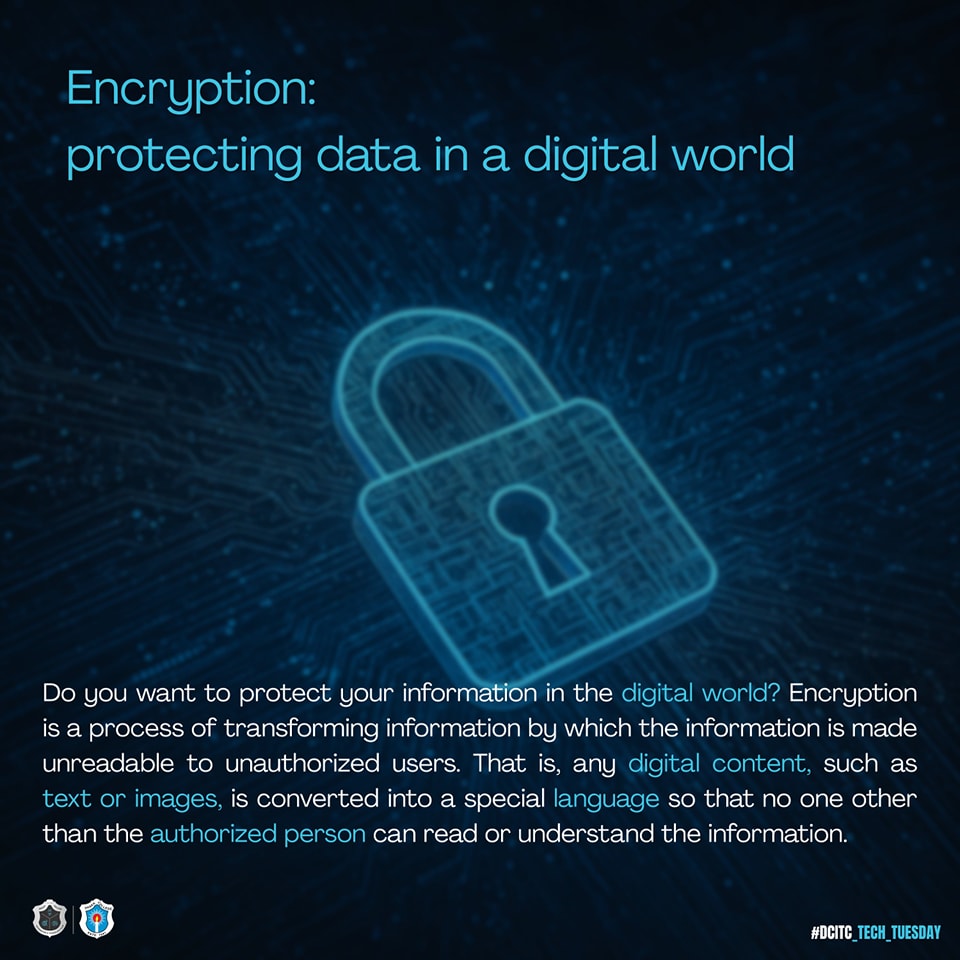 Encryption:
protecting data in a digital world
Do you want to protect your information in the digital world? Encryption
is a process of transforming information by which the information is made
unreadable to unauthorized users. That is, any digital content, such as
text or images, is converted into a special language so that no one other
than the authorized person can read or understand the information.
#DCITC_TECH_TUESDAY